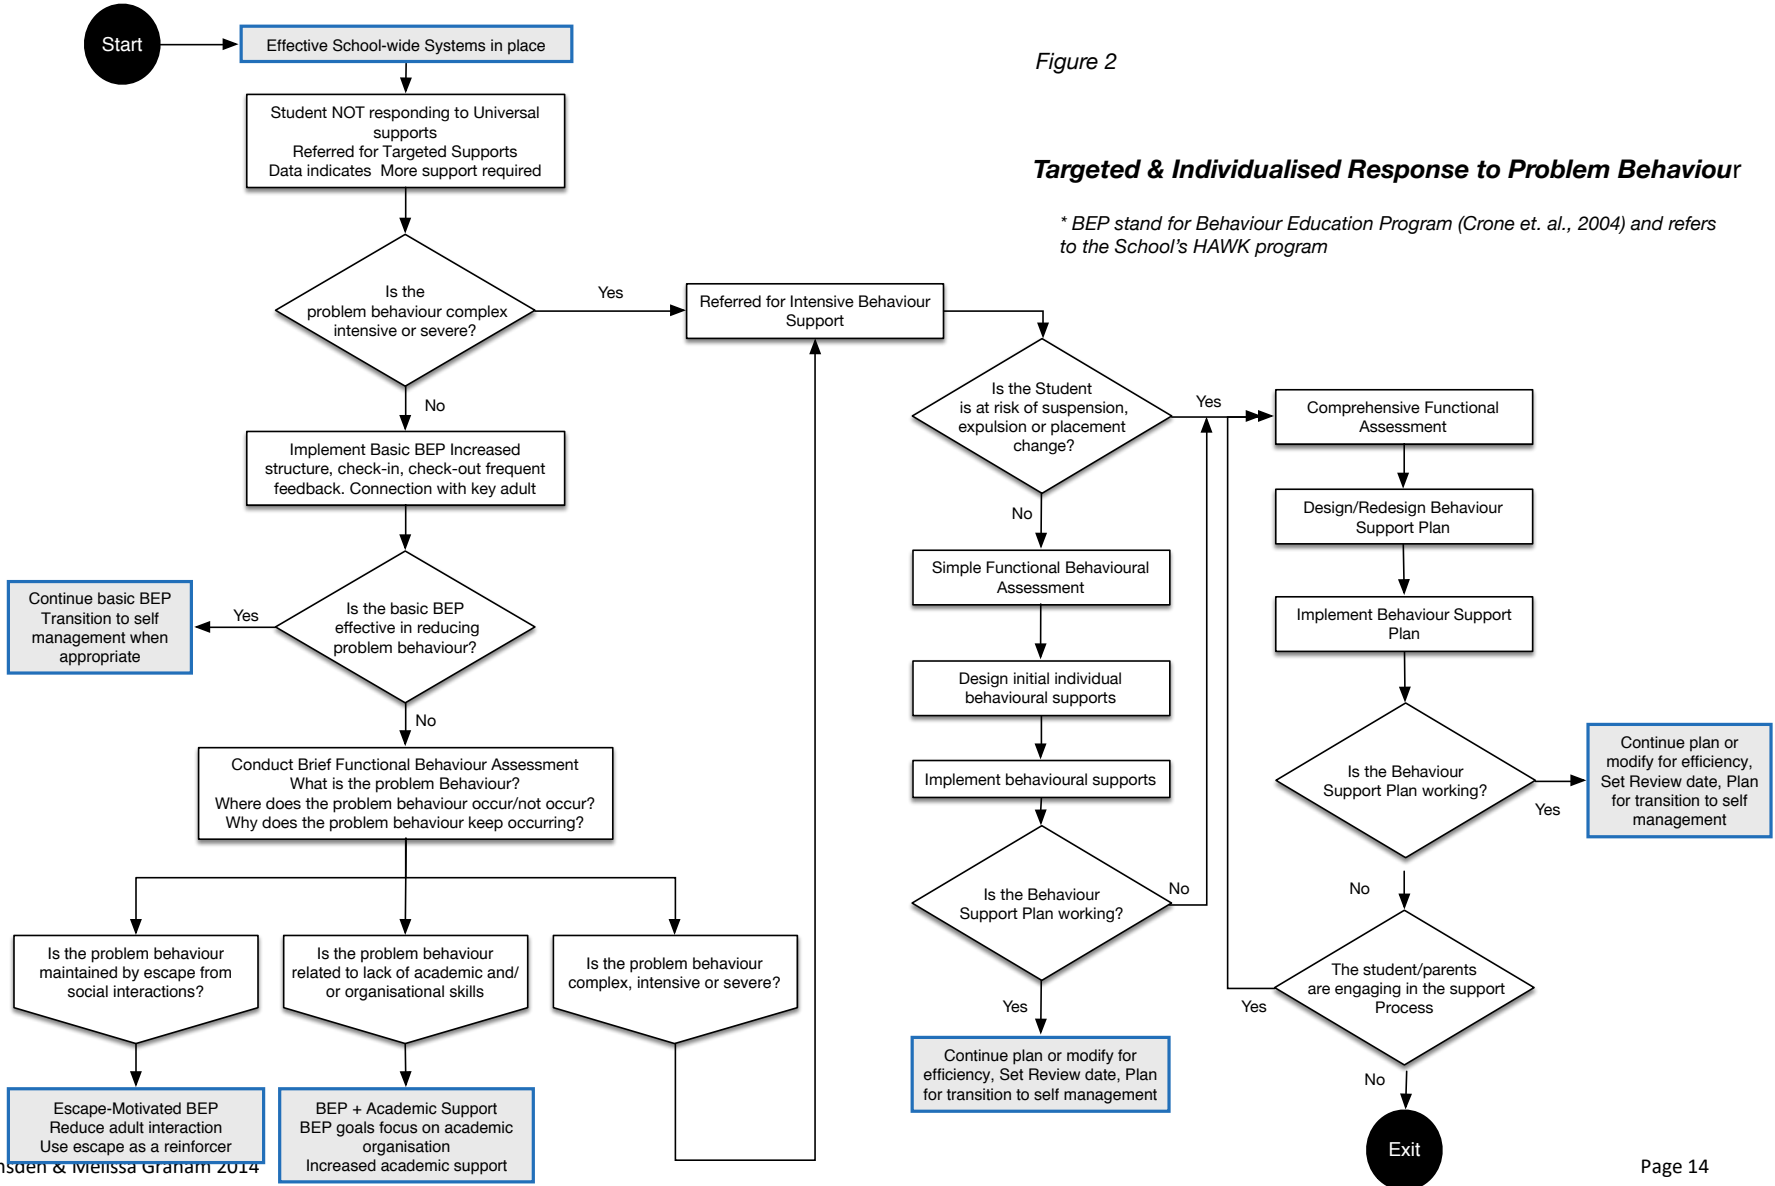 Start
Effective School-wide Systems in place
Figure 2
Student NOT responding to Universal
supports
Referred for Targeted Supports
Data indicates More support required
Targeted & Individualised Response to Problem Behaviour
* BEP stand for Behaviour Education Program (Crone et. al., 2004) and refers
to the School's HAWK program
Is the
problem behaviour complex
intensive or severe?
Yes
No
Referred for Intensive Behaviour
Support
Implement Basic BEP Increased
structure, check-in, check-out frequent
feedback. Connection with key adult
Is the basic BEP
effective in reducing
problem behaviour?
Yes
Continue basic BEP
Transition to self
management when
appropriate
No
Conduct Brief Functional Behaviour Assessment
What is the problem Behaviour?
Where does the problem behaviour occur/not occur?
Why does the problem behaviour keep occurring?
Is the problem behaviour
maintained by escape from
social interactions?
Is the problem behaviour
related to lack of academic and/
or organisational skills
Is the problem behaviour
complex, intensive or severe?
Escape-Motivated BEP
Reduce adult interaction
Use escape as a reinforcer
BEP + Academic Support
BEP goals focus on academic
organisation
Increased academic support
Is the Student
is at risk of suspension,
expulsion or placement
change?
Yes
No
Simple Functional Behavioural
Assessment
Design initial individual
behavioural supports
Implement behavioural supports
Is the Behaviour
Support Plan working?
No
Yes
Continue plan or modify for
efficiency, Set Review date, Plan
for transition to self management
Comprehensive Functional
Assessment
Design/Redesign Behaviour
Support Plan
Implement Behaviour Support
Plan
Is the Behaviour
Support Plan working?
Yes
Continue plan or
modify for efficiency,
Set Review date, Plan
for transition to self
management
No
The student/parents
are engaging in the support
Process
Yes
No
Exit
& Melissa Graham 2014
Page 14